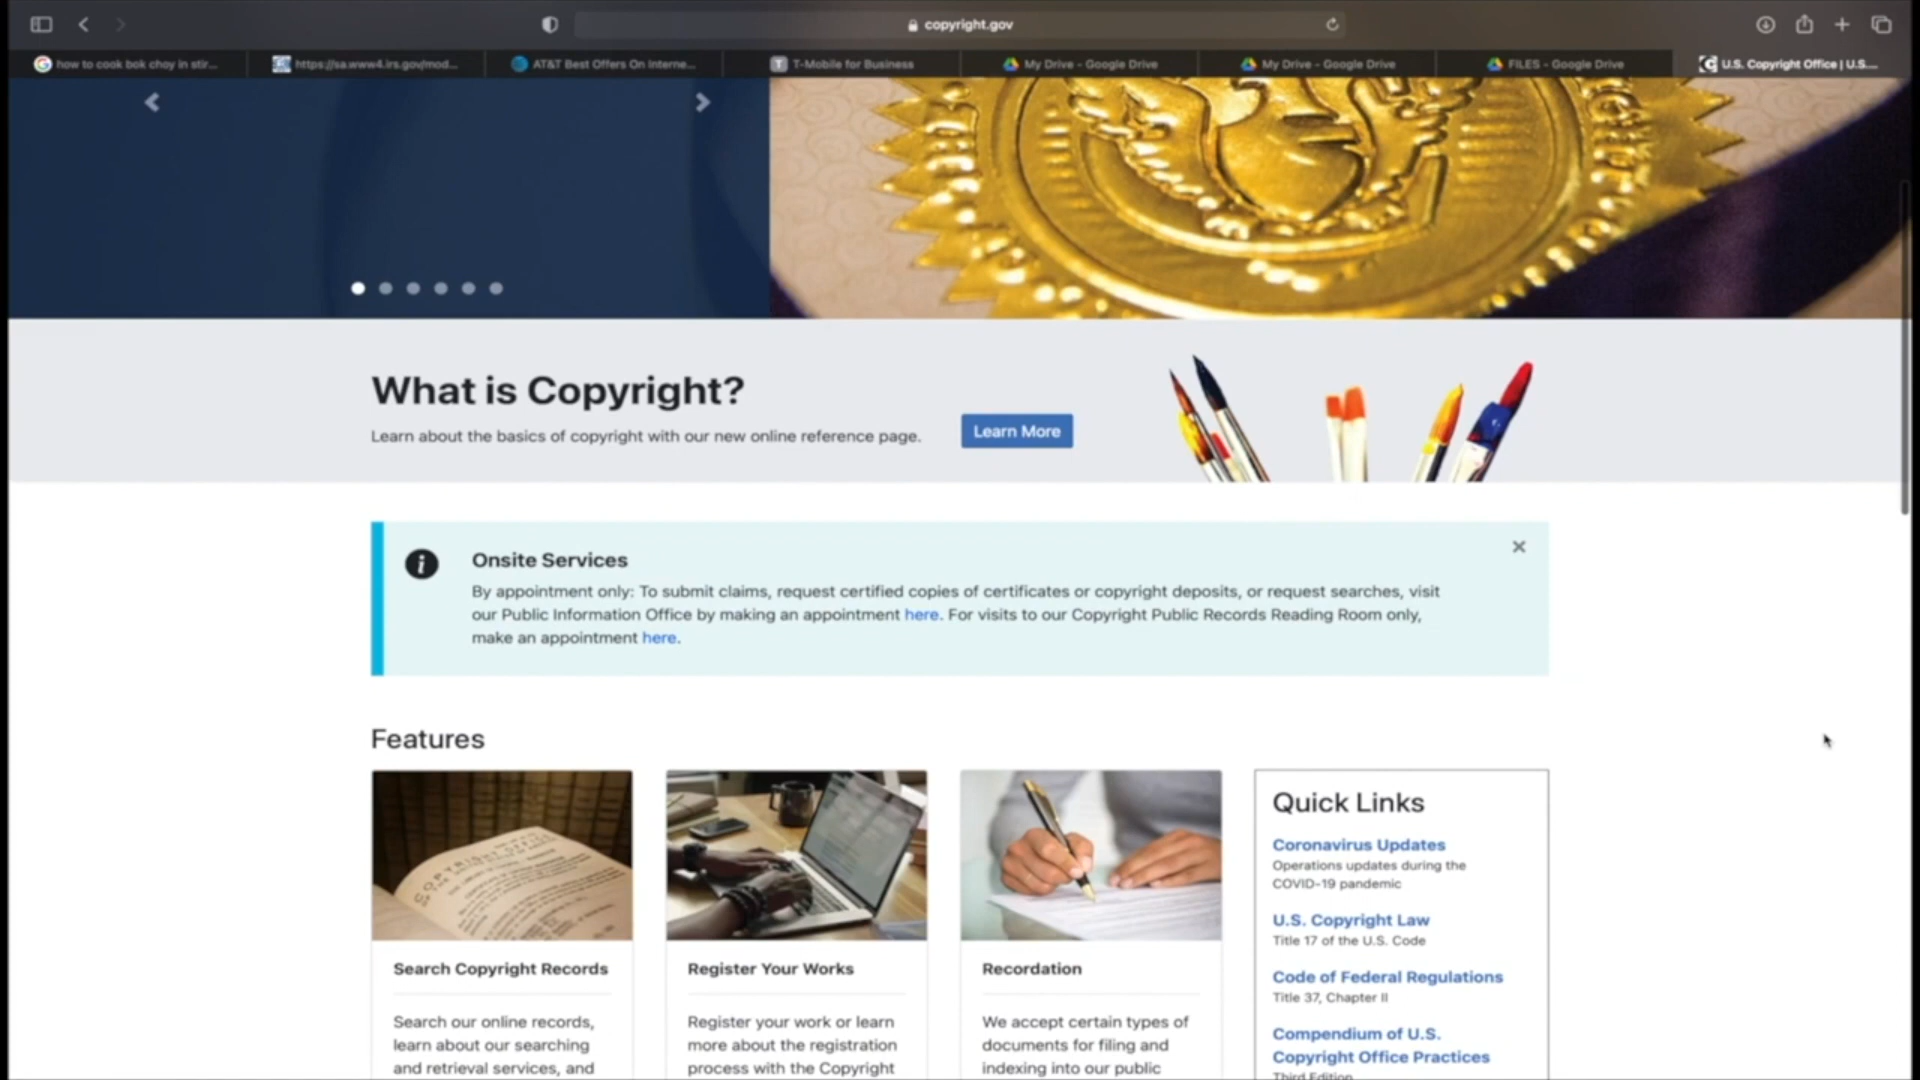 copyright.gov
how to cook bok choy in stir...
https://sa.www4.irs.gov/mod...
AT&T Best Offers On Interne...
T-Mobile for Business
My Drive - Google Drive
My Drive - Google Drive
FILES - Google Drive
U.S. Copyright Office | U.S....
What is Copyright?
Learn about the basics of copyright with our new online reference page.
Learn More
Onsite Services
By appointment only: To submit claims, request certified copies of certificates or copyright deposits, or request searches, visit
our Public Information Office by making an appointment here. For visits to our Copyright Public Records Reading Room only,
make an appointment here.
Features
Search Copyright Records
Search our online records,
learn about our searching
and retrieval services, and
Register Your Works
Register your work or learn
more about the registration
process with the Copyright
Recordation
We accept certain types of
documents for filing and
indexing into our public
Quick Links
Coronavirus Updates
Operations updates during the
COVID-19 pandemic
U.S. Copyright Law
Title 17 of the U.S. Code
Code of Federal Regulations
Title 37, Chapter II
Compendium of U.S.
Copyright Office Practices
Third Edition